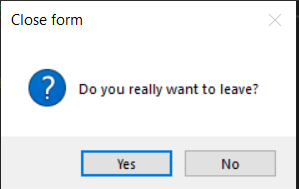 Close form
Do you really want to leave?
Yes
No